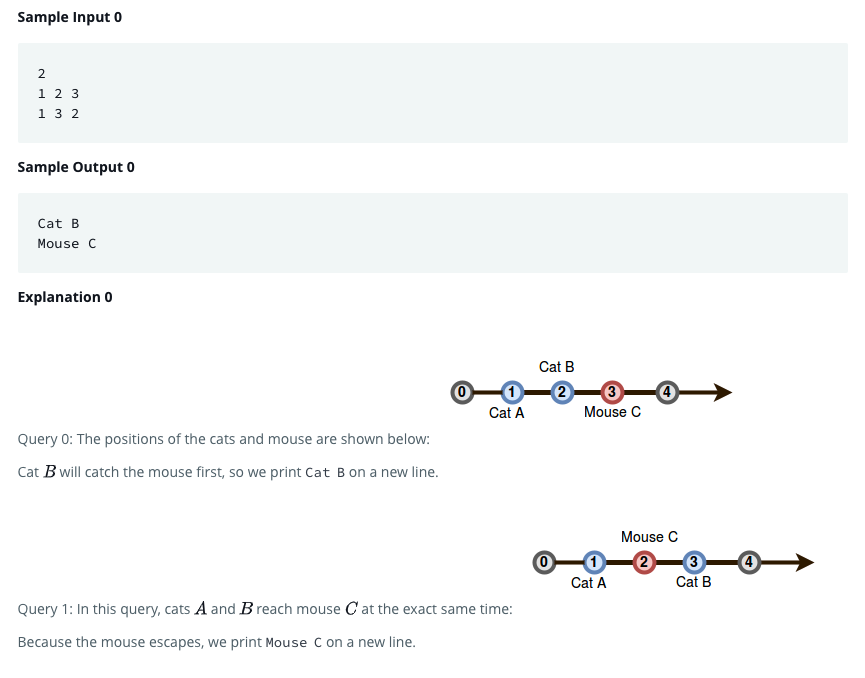 Sample Input 0
2
1 2 3
1 3 2
Sample Output 0
Cat B
Mouse C
Explanation 0
Cat B
0 1 2 3 4
Cat A Mouse C
Query 0: The positions of the cats and mouse are shown below:
Cat B will catch the mouse first, so we print Cat B on a new line.
Mouse C
0 1 2 3 4
Cat A Cat B
Query 1: In this query, cats A and B reach mouse C at the exact same time:
Because the mouse escapes, we print Mouse C on a new line.